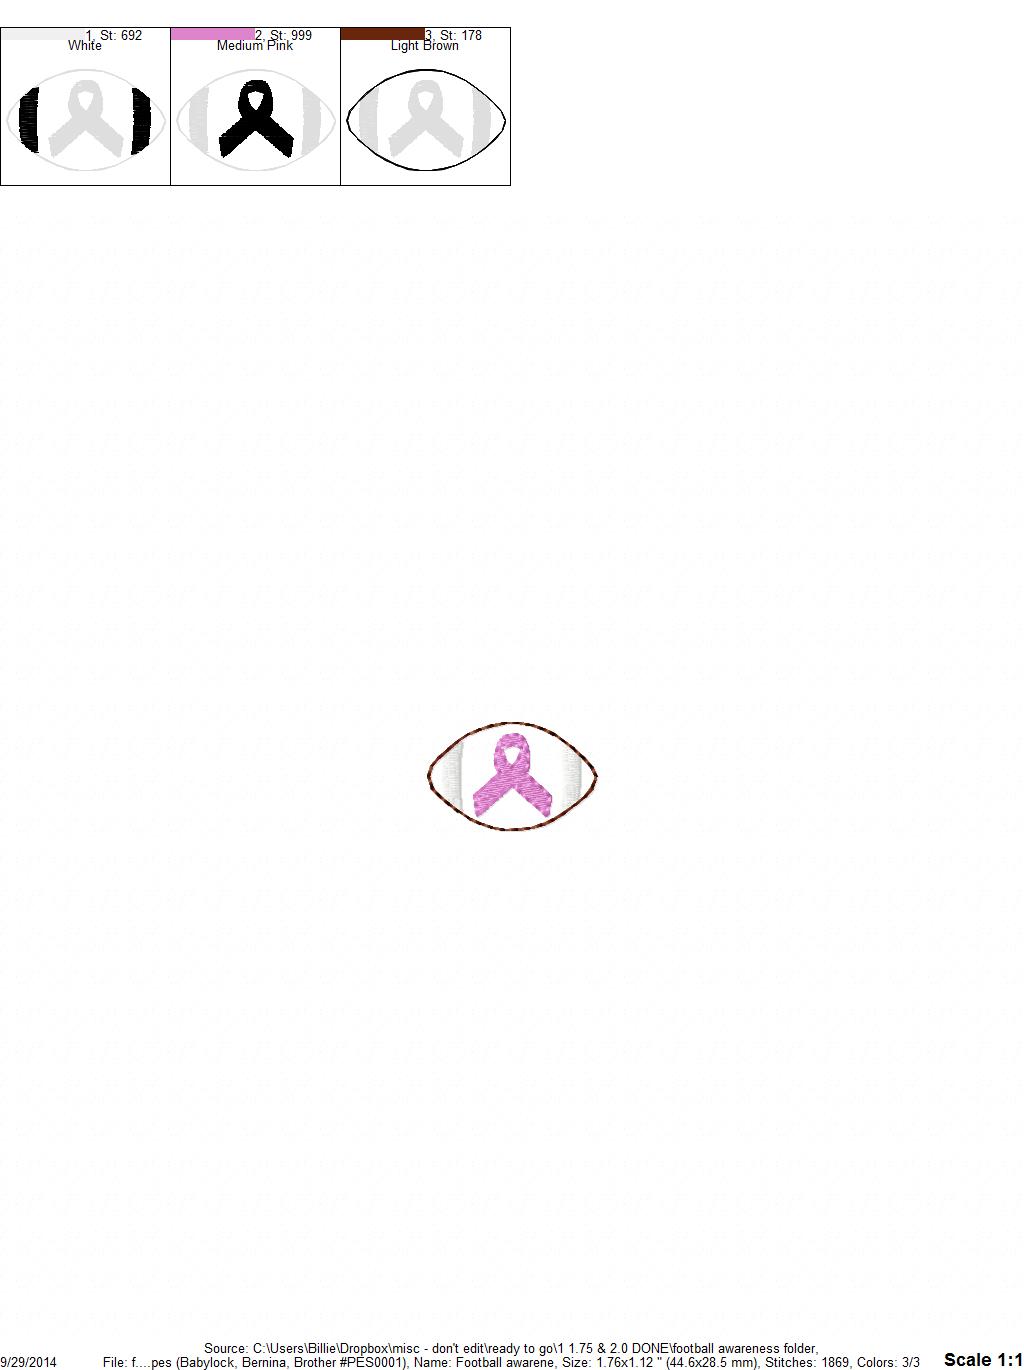 1, St: 692
White
2, St: 999
Medium Pink
3, St: 178
Light Brown
Source: C:\Users\Billie\Dropbox\misc - don't edit\ready to go\1 1.75 & 2.0 DONE\football awareness folder,
9/29/2014
File: f....pes (Babylock, Bernina, Brother #PES0001), Name: Football awarene, Size: 1.76x1.12 " (44.6x28.5 mm), Stitches: 1869, Colors: 3/3
Scale 1:1